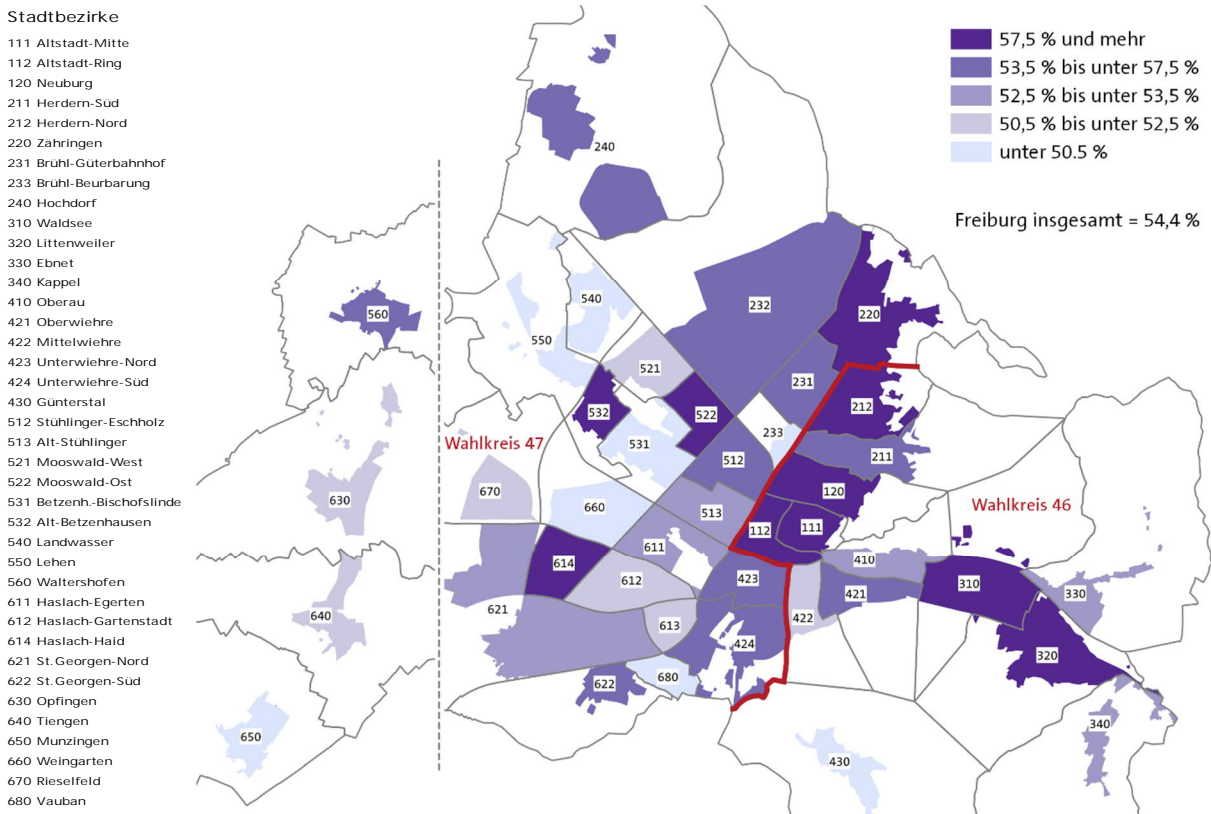 Stadtbezirke
111 Altstadt-Mitte
112 Altstadt-Ring
120 Neuburg
211 Herdern-Süd
212 Herdern-Nord
220 Zähringen
231 Brühl-Güterbahnhof
233 Brühl-Beurbarung
240 Hochdorf
310 Waldsee
320 Littenweiler
330 Ebnet
340 Kappel
410 Oberau
421 Oberwiehre
422 Mittelwiehre
423 Unterwiehre-Nord
424 Unterwiehre-Süd
430 Günterstal
512 Stühlinger-Eschholz
513 Alt-Stühlinger
521 Mooswald-West
522 Mooswald-Ost
531 Betzenh.-Bischofslinde
532 Alt-Betzenhausen
540 Landwasser
550 Lehen
560 Waltershofen
611 Haslach-Egerten
612 Haslach-Gartenstadt
614 Haslach-Haid
621 St.Georgen-Nord
622 St.Georgen-Süd
630 Opfingen
640 Tiengen
650 Munzingen
660 Weingarten
670 Rieselfeld
680 Vauban
57,5 % und mehr
53,5 % bis unter 57,5 %
52,5 % bis unter 53,5 %
50,5 % bis unter 52,5 %
unter 50.5 %
Freiburg insgesamt = 54,4 %
240
540
232
560
220
550
521
231
212
532
522
233
Wahlkreis 47
531
211
512
670
120
630
660
513
Wahlkreis 46
112
111
611
410
614
612
423
310
421
330
621
640
613
422
424
320
680
622
340
650
430